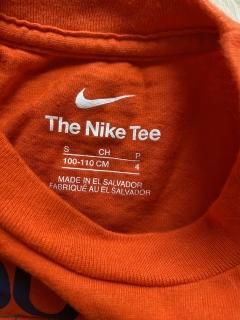 The Nike Tee
S CH P
100-110 CM 4
MADE IN EL SALVADOR
FABRIQUÉ AU EL SALVADOR